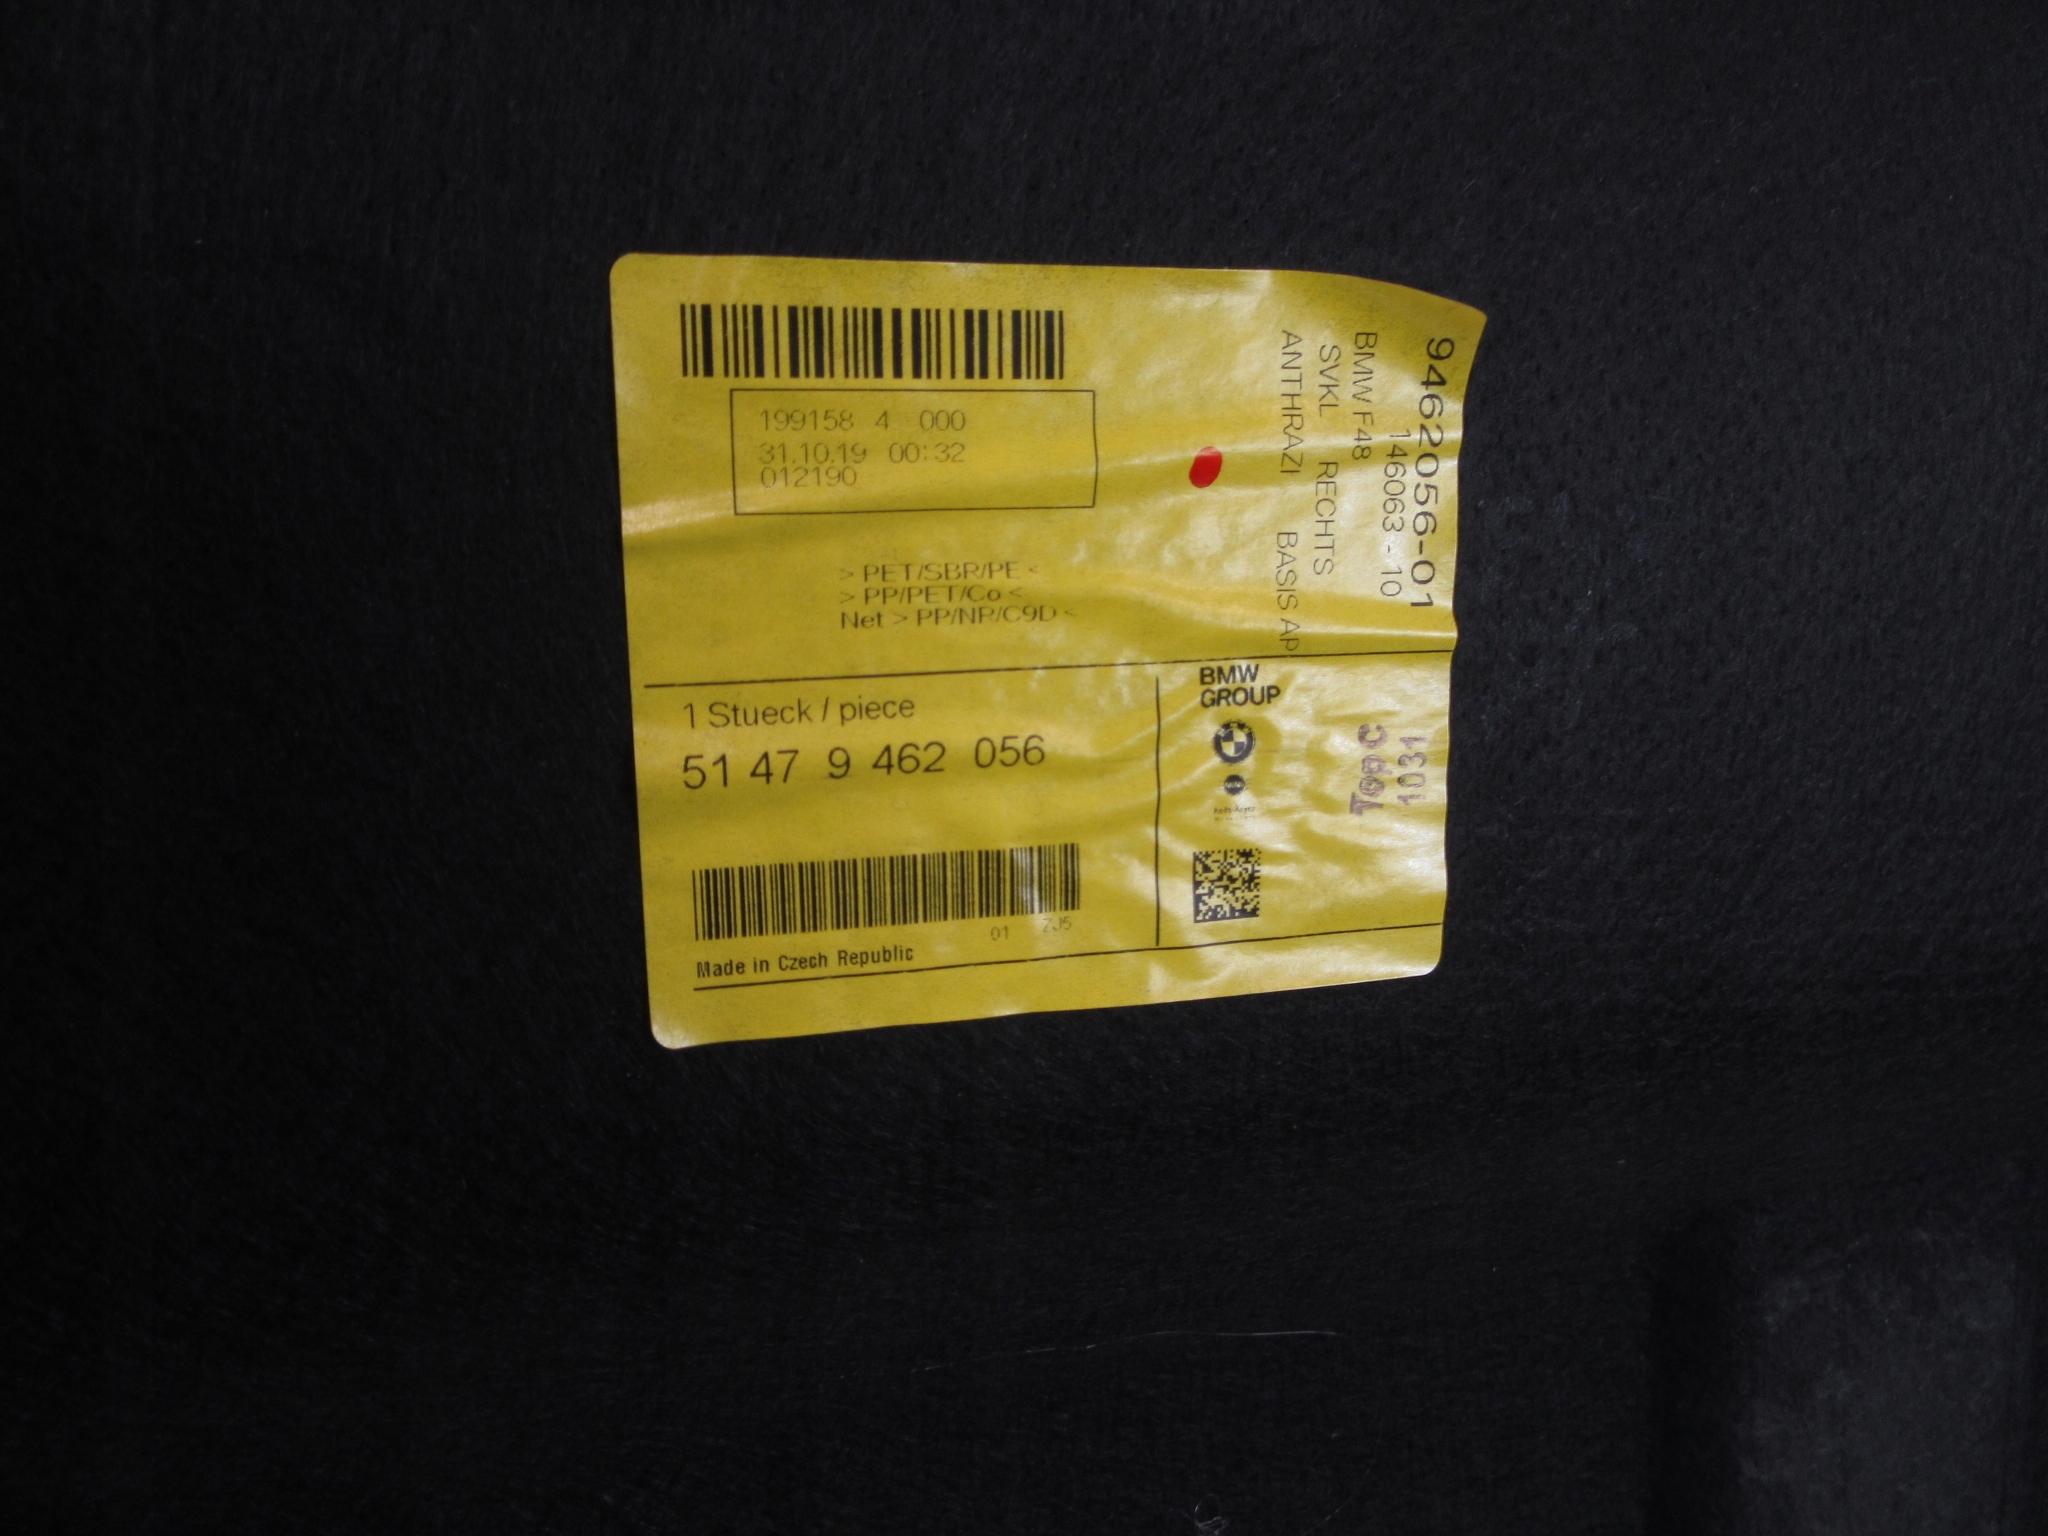 199158 4 000
31.10.19 00:32
012190
> PET/SBR/PE <
> PP/PET/Co <
Net > PP/NR/C9D <
9462056-01
146063 - 10
BMW F48
SVKL RECHTS
ANTHRAZI BASIS AP
1 Stueck / piece
51 47 9 462 056
01 ZJ5
Made in Czech Republic
BMW
GROUP
1031